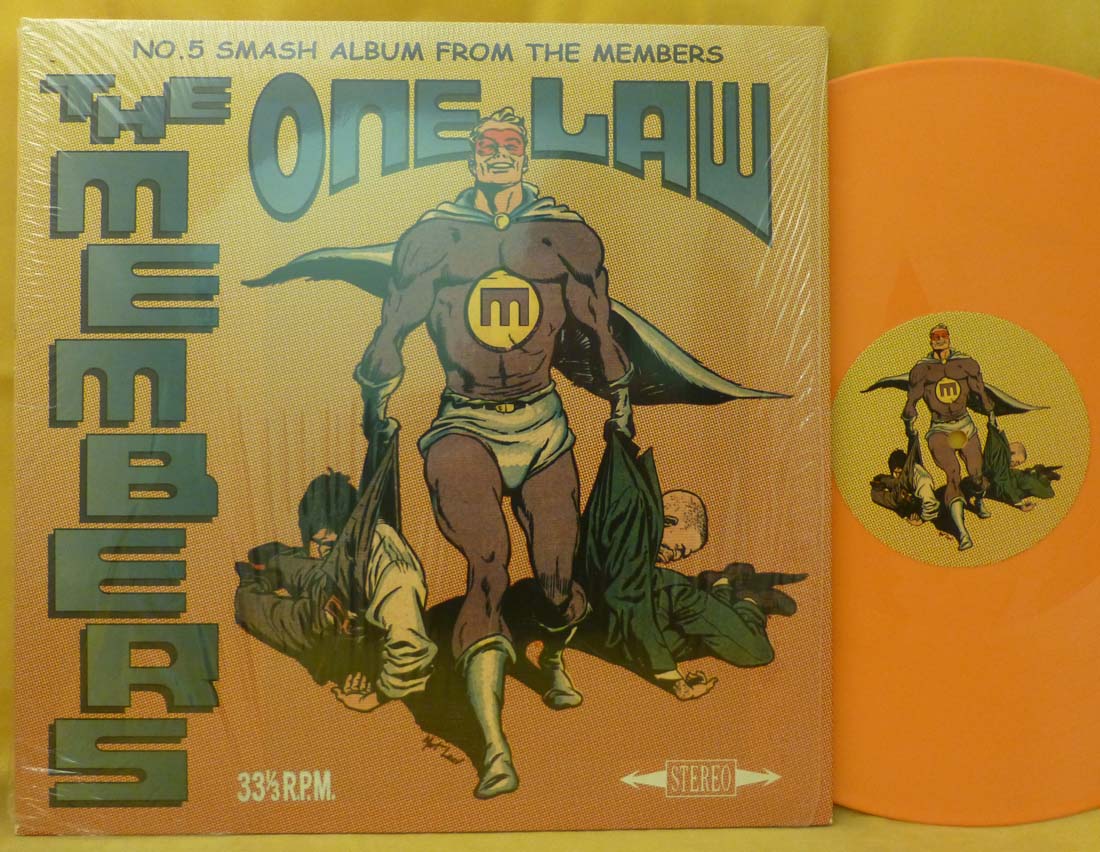 NO.5 SMASH ALBUM FROM THE MEMBERS
THE MEMBERS
ONE LAW
m
33⅓ R.P.M.
STEREO
m